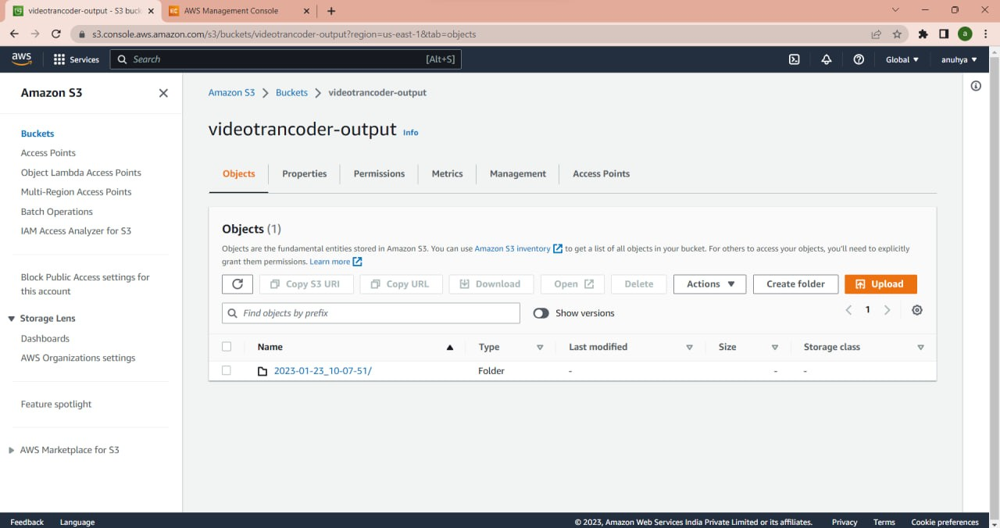 videotrancoder-output - S3 buck
AWS Management Console
s3.console.aws.amazon.com/s3/buckets/videotrancoder-output?region=us-east-1&tab=objects
a
aws
Services
Search
[Alt+S]
Global
anuhya
Amazon S3
Buckets
Access Points
Object Lambda Access Points
Multi-Region Access Points
Batch Operations
IAM Access Analyzer for S3
Block Public Access settings for
this account
Storage Lens
Dashboards
AWS Organizations settings
Feature spotlight
AWS Marketplace for S3
Amazon S3 > Buckets > videotrancoder-output
videotrancoder-output Info
Objects Properties Permissions Metrics Management Access Points
Objects (1)
Objects are the fundamental entities stored in Amazon S3. You can use Amazon S3 inventory to get a list of all objects in your bucket. For others to access your objects, you'll need to explicitly
grant them permissions. Learn more
Copy S3 URI Copy URL Download Open Delete Actions Create folder Upload
Find objects by prefix Show versions 1
Name Type Last modified Size Storage class
2023-01-23_10-07-51/ Folder - - -
Feedback Language © 2023, Amazon Web Services India Private Limited or its affiliates. Privacy Terms Cookie preferences